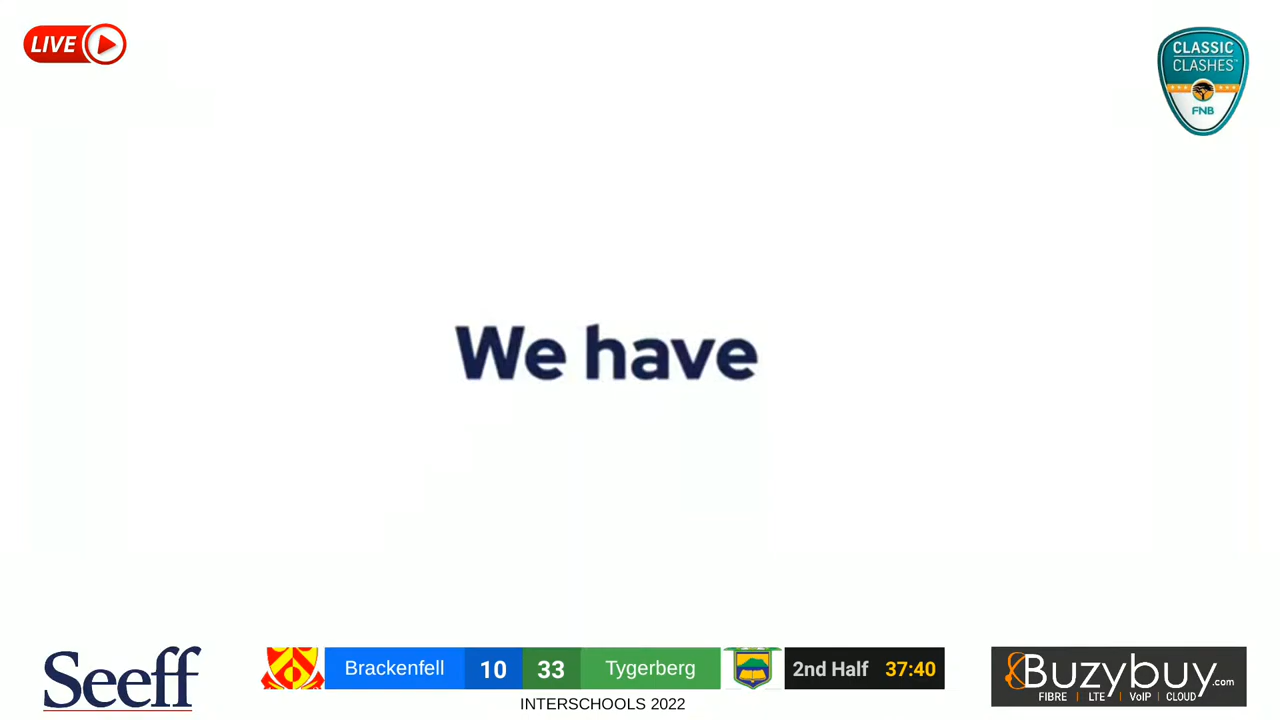 LIVE
CLASSIC
CLASHES™
FNB
We have
Seeff
Brackenfell 10 33 Tygerberg 2nd Half 37:40
INTERSCHOOLS 2022
Buzybuy.com
FIBRE | LTE | VoIP | CLOUD